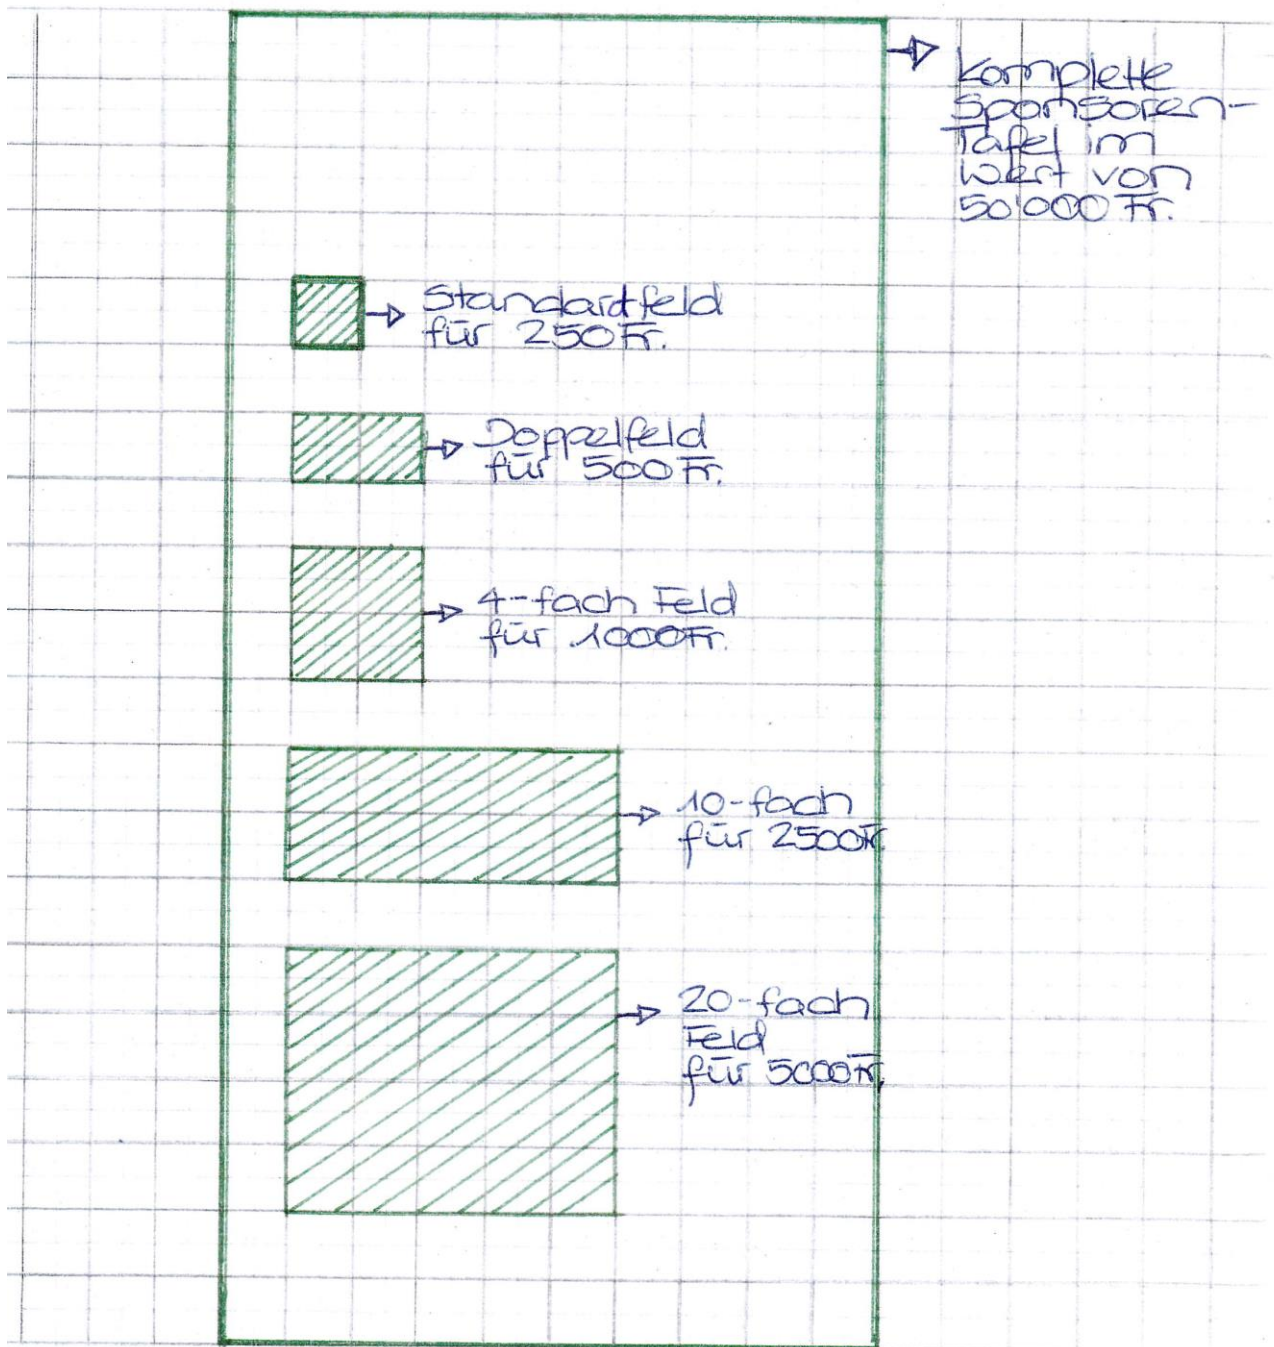 Komplette
Sponsoren-
Tafel im
Wert von
50'000 Fr.
Standardfeld
für 250 Fr.
Doppelfeld
für 500 Fr.
4-fach Feld
für 1000 Fr.
10-fach
für 2500 Fr.
20-fach
Feld
für 5000 Fr.